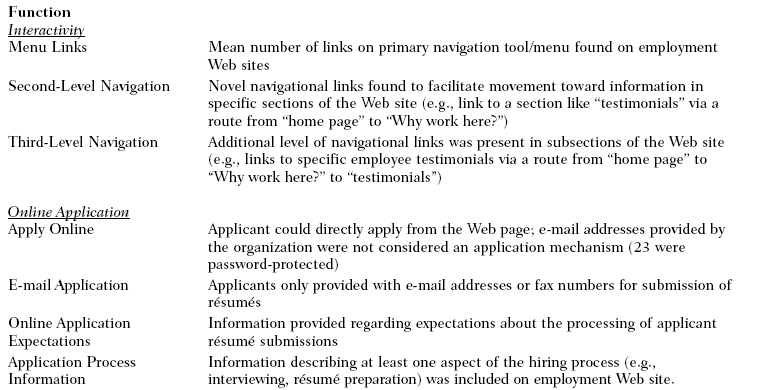 Function
Interactivity
Menu Links Mean number of links on primary navigation tool/menu found on employment
Web sites
Second-Level Navigation Novel navigational links found to facilitate movement toward information in
specific sections of the Web site (e.g., link to a section like “testimonials” via a
route from “home page” to “Why work here?”)
Third-Level Navigation Additional level of navigational links was present in subsections of the Web site
(e.g., links to specific employee testimonials via a route from “home page” to
“Why work here?” to “testimonials”)
Online Application
Apply Online Applicant could directly apply from the Web page; e-mail addresses provided by
the organization were not considered an application mechanism (23 were
password-protected)
E-mail Application Applicants only provided with e-mail addresses or fax numbers for submission of
résumés
Online Application Information provided regarding expectations about the processing of applicant
Expectations résumé submissions
Application Process Information describing at least one aspect of the hiring process (e.g.,
Information interviewing, résumé preparation) was included on employment Web site.